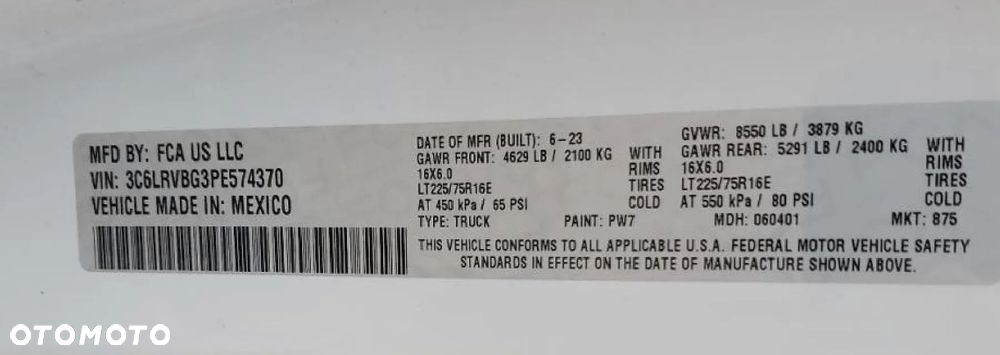 MFD BY: FCA US LLC
VIN: 3C6LRVBG3PE574370
VEHICLE MADE IN: MEXICO
DATE OF MFR (BUILT): 6-23
GVWR: 8550 LB / 3879 KG
GAWR FRONT: 4629 LB / 2100 KG WITH
GAWR REAR: 5291 LB / 2400 KG WITH
16X6.0 RIMS
16X6.0 RIMS
LT225/75R16E TIRES
LT225/75R16E TIRES
AT 450 kPa / 65 PSI COLD
AT 550 kPa / 80 PSI COLD
TYPE: TRUCK PAINT: PW7 MDH: 060401 MKT: 875
THIS VEHICLE CONFORMS TO ALL APPLICABLE U.S.A. FEDERAL MOTOR VEHICLE SAFETY
STANDARDS IN EFFECT ON THE DATE OF MANUFACTURE SHOWN ABOVE.
OTOMOTO